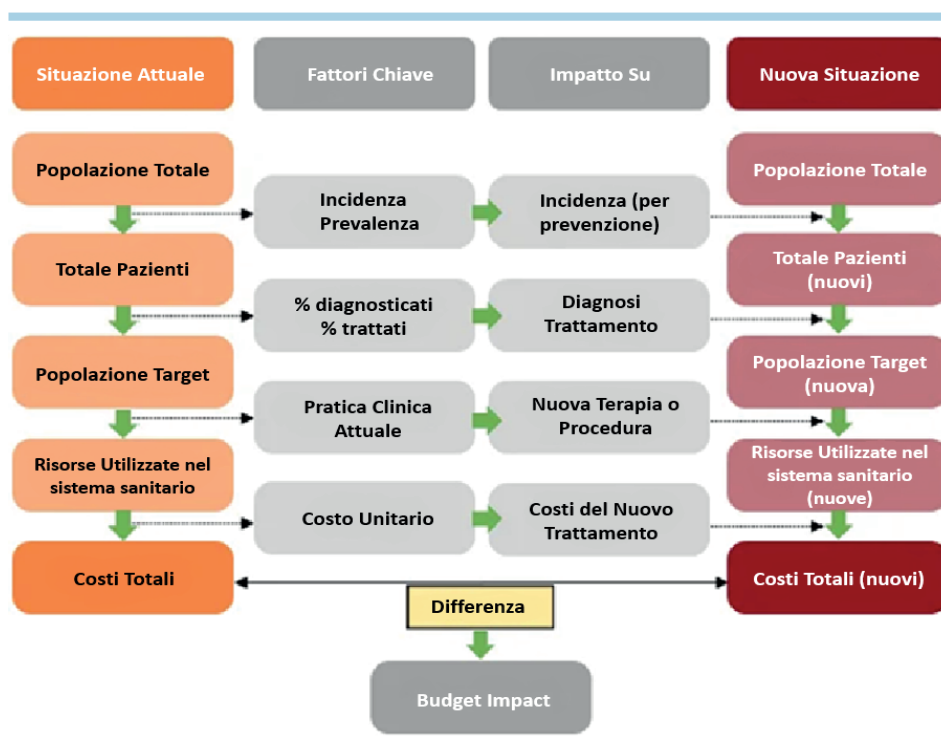 Situazione Attuale
Fattori Chiave
Impatto Su
Nuova Situazione
Popolazione Totale
Popolazione Totale
Incidenza
Prevalenza
Incidenza (per
prevenzione)
Totale Pazienti
Totale Pazienti
(nuovi)
% diagnosticati
% trattati
Diagnosi
Trattamento
Popolazione Target
Popolazione Target
(nuova)
Pratica Clinica
Attuale
Nuova Terapia o
Procedura
Risorse Utilizzate nel
sistema sanitario
Risorse Utilizzate nel
sistema sanitario
(nuove)
Costo Unitario
Costi del Nuovo
Trattamento
Costi Totali
Costi Totali (nuovi)
Differenza
Budget Impact